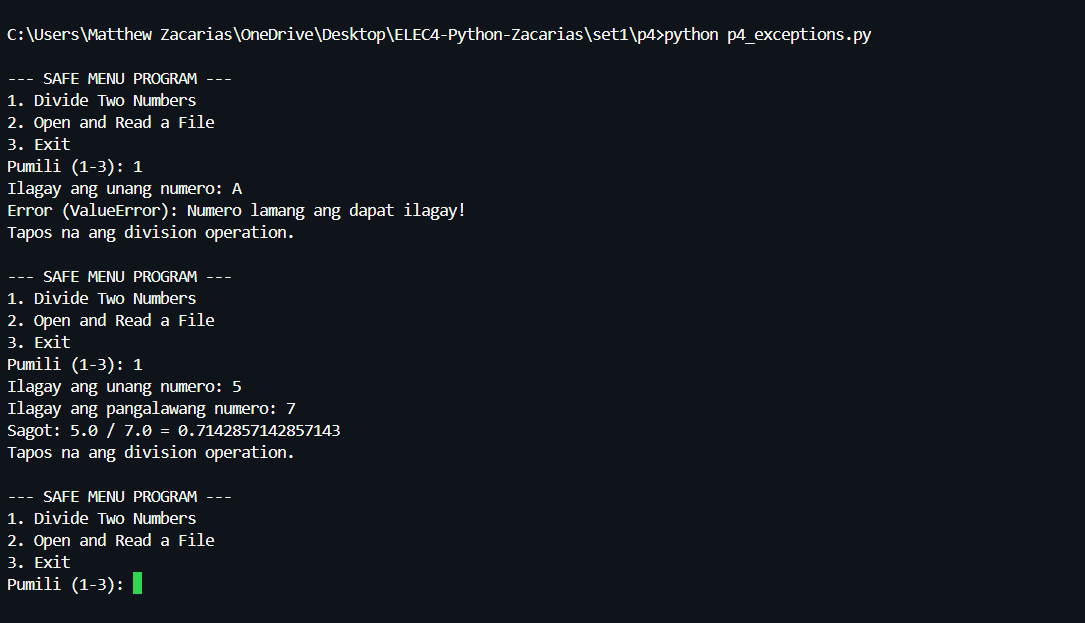 C:\Users\Matthew Zacarias\OneDrive\Desktop\ELEC4-Python-Zacarias\set1\p4>python p4_exceptions.py
--- SAFE MENU PROGRAM ---
1. Divide Two Numbers
2. Open and Read a File
3. Exit
Pumili (1-3): 1
Ilagay ang unang numero: A
Error (ValueError): Numero lamang ang dapat ilagay!
Tapos na ang division operation.
--- SAFE MENU PROGRAM ---
1. Divide Two Numbers
2. Open and Read a File
3. Exit
Pumili (1-3): 1
Ilagay ang unang numero: 5
Ilagay ang pangalawang numero: 7
Sagot: 5.0 / 7.0 = 0.7142857142857143
Tapos na ang division operation.
--- SAFE MENU PROGRAM ---
1. Divide Two Numbers
2. Open and Read a File
3. Exit
Pumili (1-3):